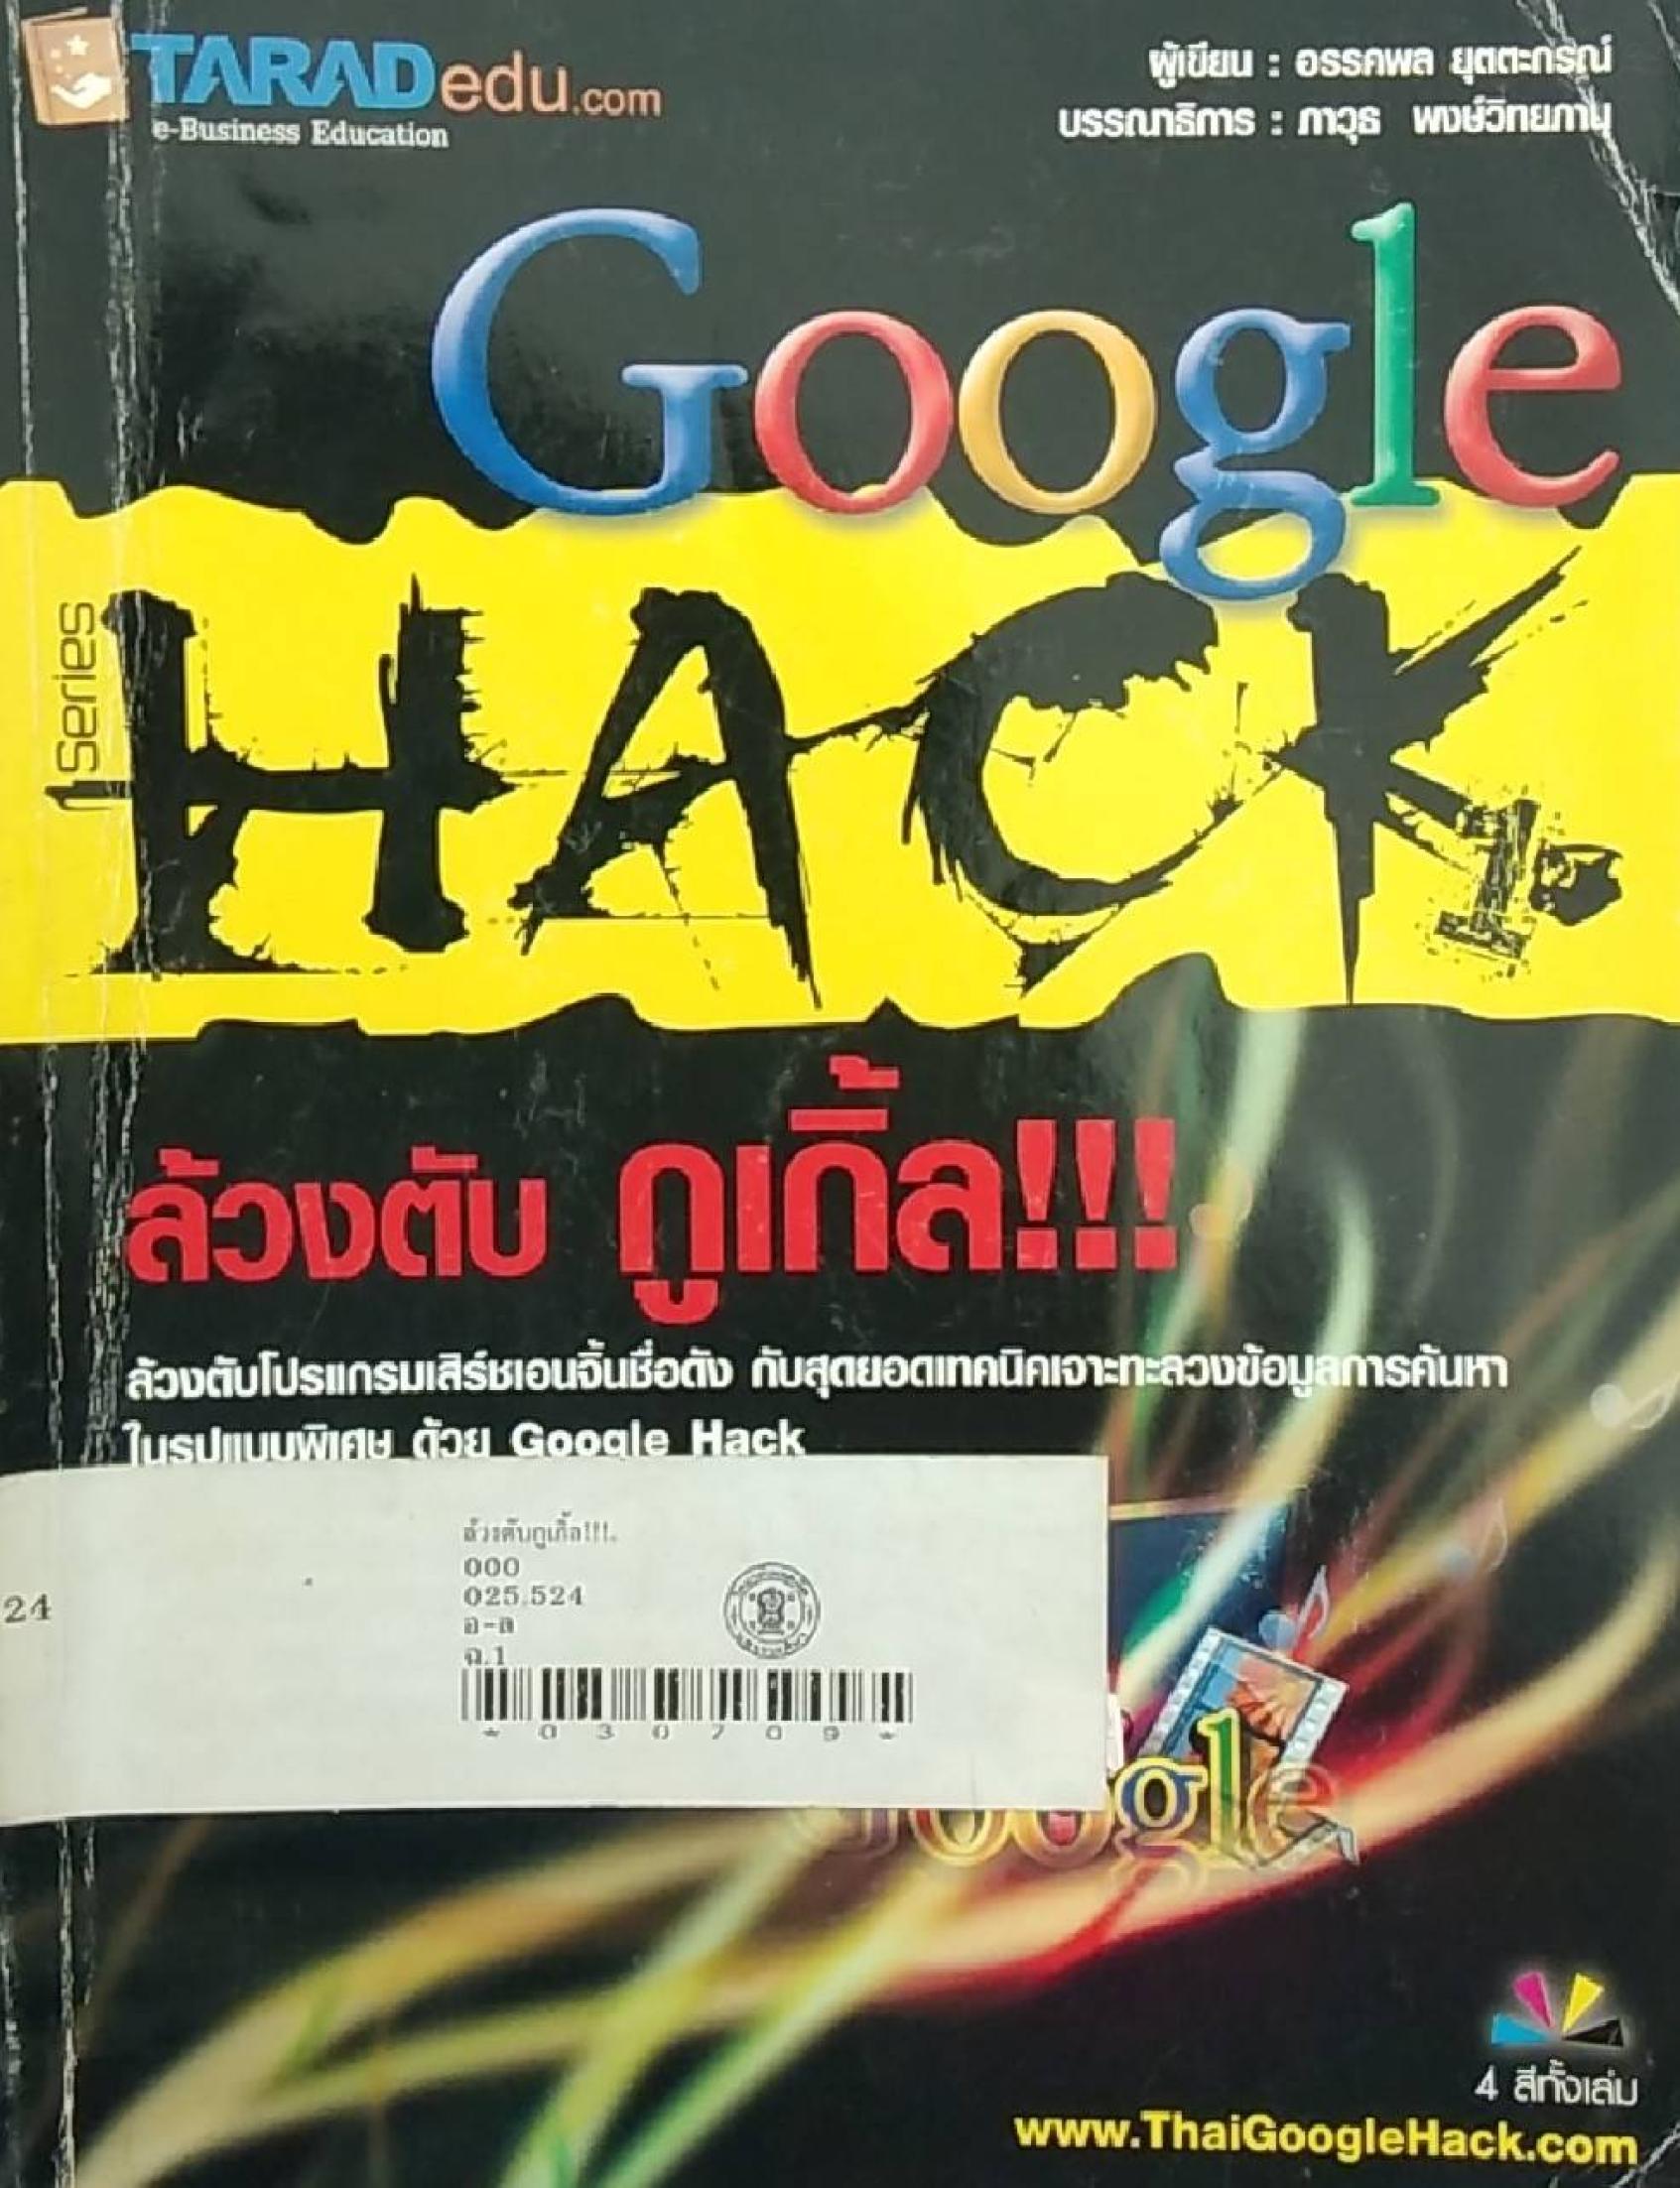 TARADedu.com
e-Business Education
ผู้เขียน : อรรคพล ยุตตะกรณ์
บรรณาธิการ : ภาวุธ พงษ์วิทยภานุ
Google
1 Series
HACK
ล้วงตับ กูเกิ้ล!!!
ล้วงตับโปรแกรมเสิร์ชเอนจิ้นชื่อดัง กับสุดยอดเทคนิคเจาะทะลวงข้อมูลการค้นหา
ในรูปแบบพิเศษ ด้วย Google Hack
ล้วงตับกูเกิ้ล!!!.
000
025.524
24
อ-ล
ฉ.1
* 0 3 0 7 0 9 *
Google
4 สีทั้งเล่ม
www.ThaiGoogleHack.com